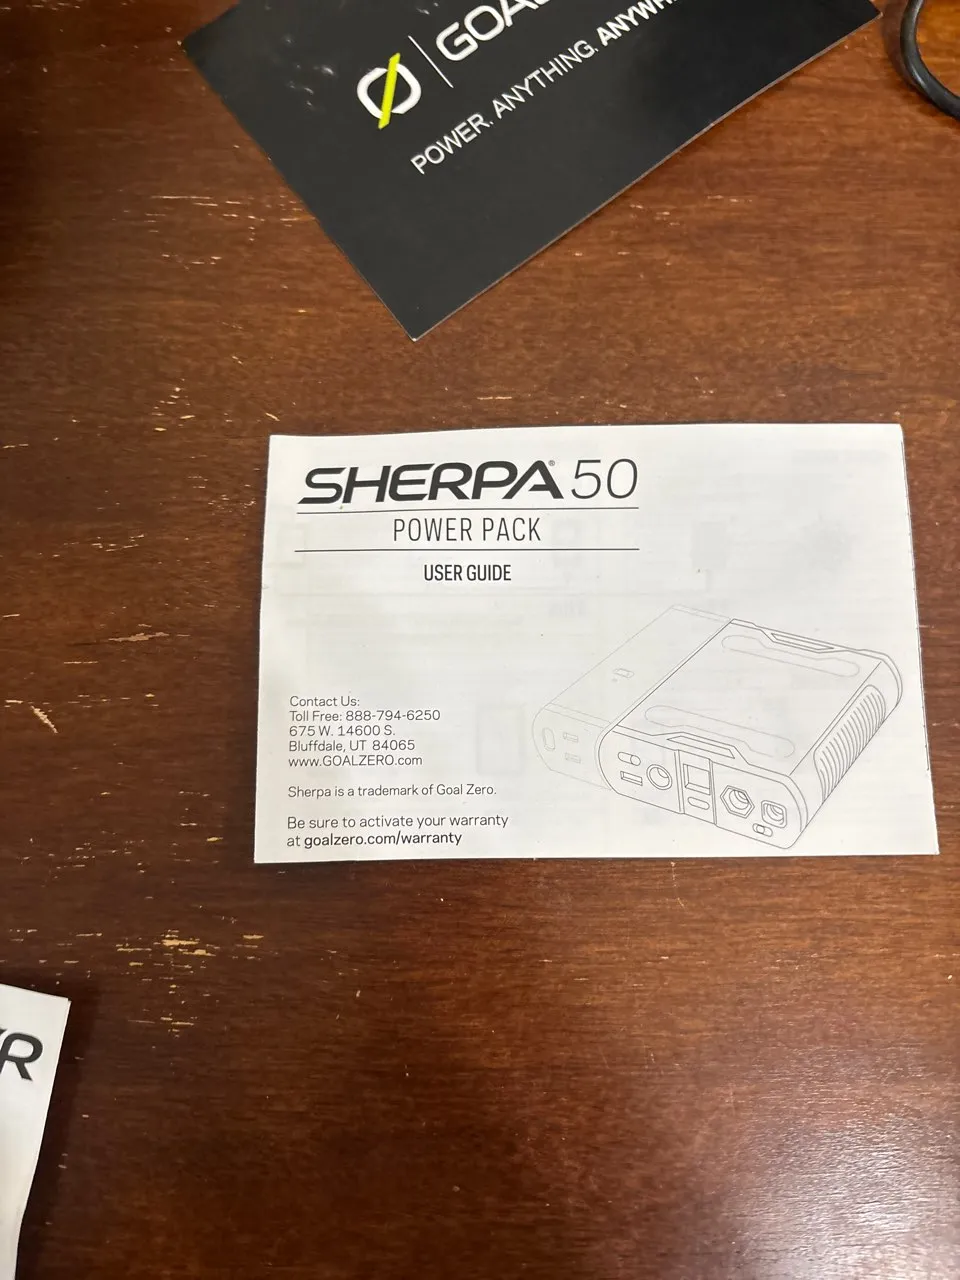 GOAL
POWER. ANYTHING. ANYWH
SHERPA® 50
POWER PACK
USER GUIDE
Contact Us:
Toll Free: 888-794-6250
675 W. 14600 S.
Bluffdale, UT 84065
www.GOALZERO.com
Sherpa is a trademark of Goal Zero.
Be sure to activate your warranty
at goalzero.com/warranty
R